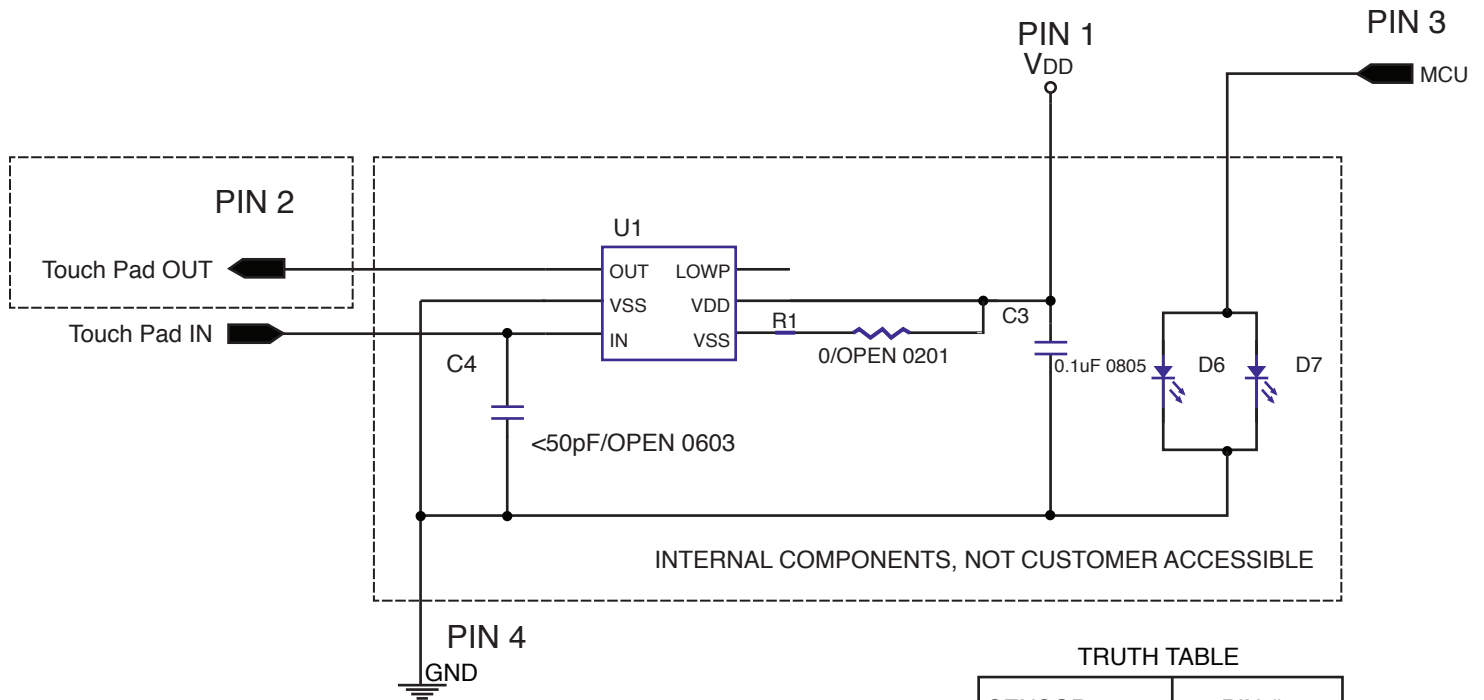 PIN 3
PIN 1
VDD
MCU
PIN 2
U1
Touch Pad OUT
OUT
LOWP
VSS
VDD
Touch Pad IN
IN
VSS
R1
0/OPEN 0201
C3
0.1uF 0805
D6
D7
C4
<50pF/OPEN 0603
INTERNAL COMPONENTS, NOT CUSTOMER ACCESSIBLE
PIN 4
GND
TRUTH TABLE